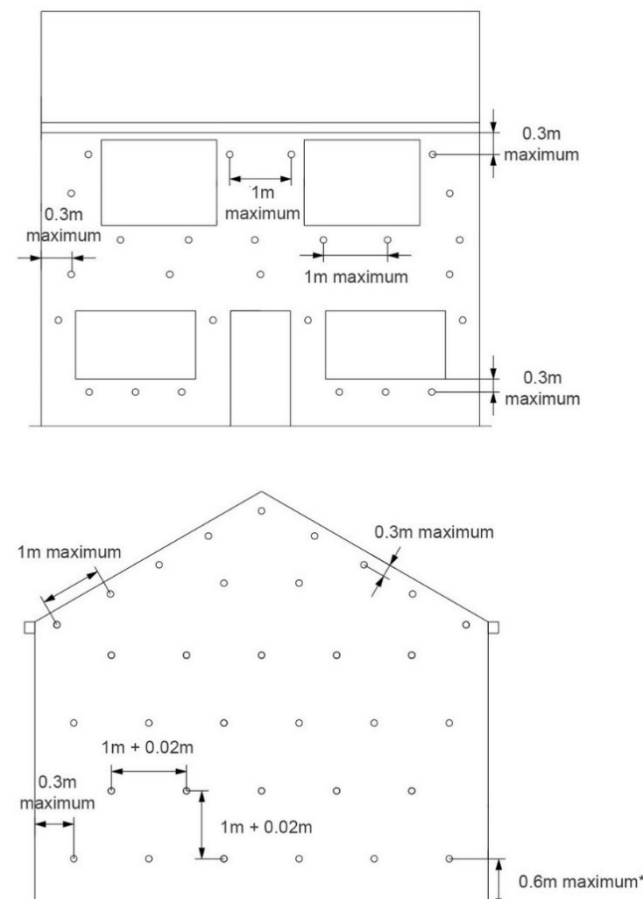 0.3m
maximum
1m
maximum
0.3m
maximum
1m maximum
0.3m
maximum
1m maximum
0.3m maximum
1m + 0.02m
0.3m
maximum
1m + 0.02m
0.6m maximum*